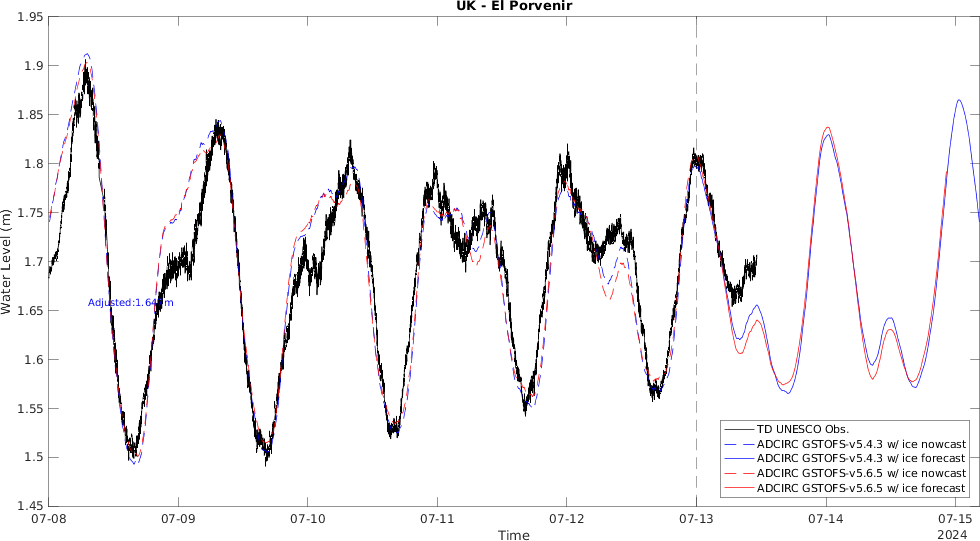 UK - El Porvenir
1.95
1.9
1.85
1.8
1.75
1.7
1.65
1.6
1.55
1.5
1.45
Water Level (m)
Adjusted:1.64 m
TD UNESCO Obs.
ADCIRC GSTOFS-v5.4.3 w/ ice nowcast
ADCIRC GSTOFS-v5.4.3 w/ ice forecast
ADCIRC GSTOFS-v5.6.5 w/ ice nowcast
ADCIRC GSTOFS-v5.6.5 w/ ice forecast
07-08 07-09 07-10 07-11 07-12 07-13 07-14 07-15
Time
2024